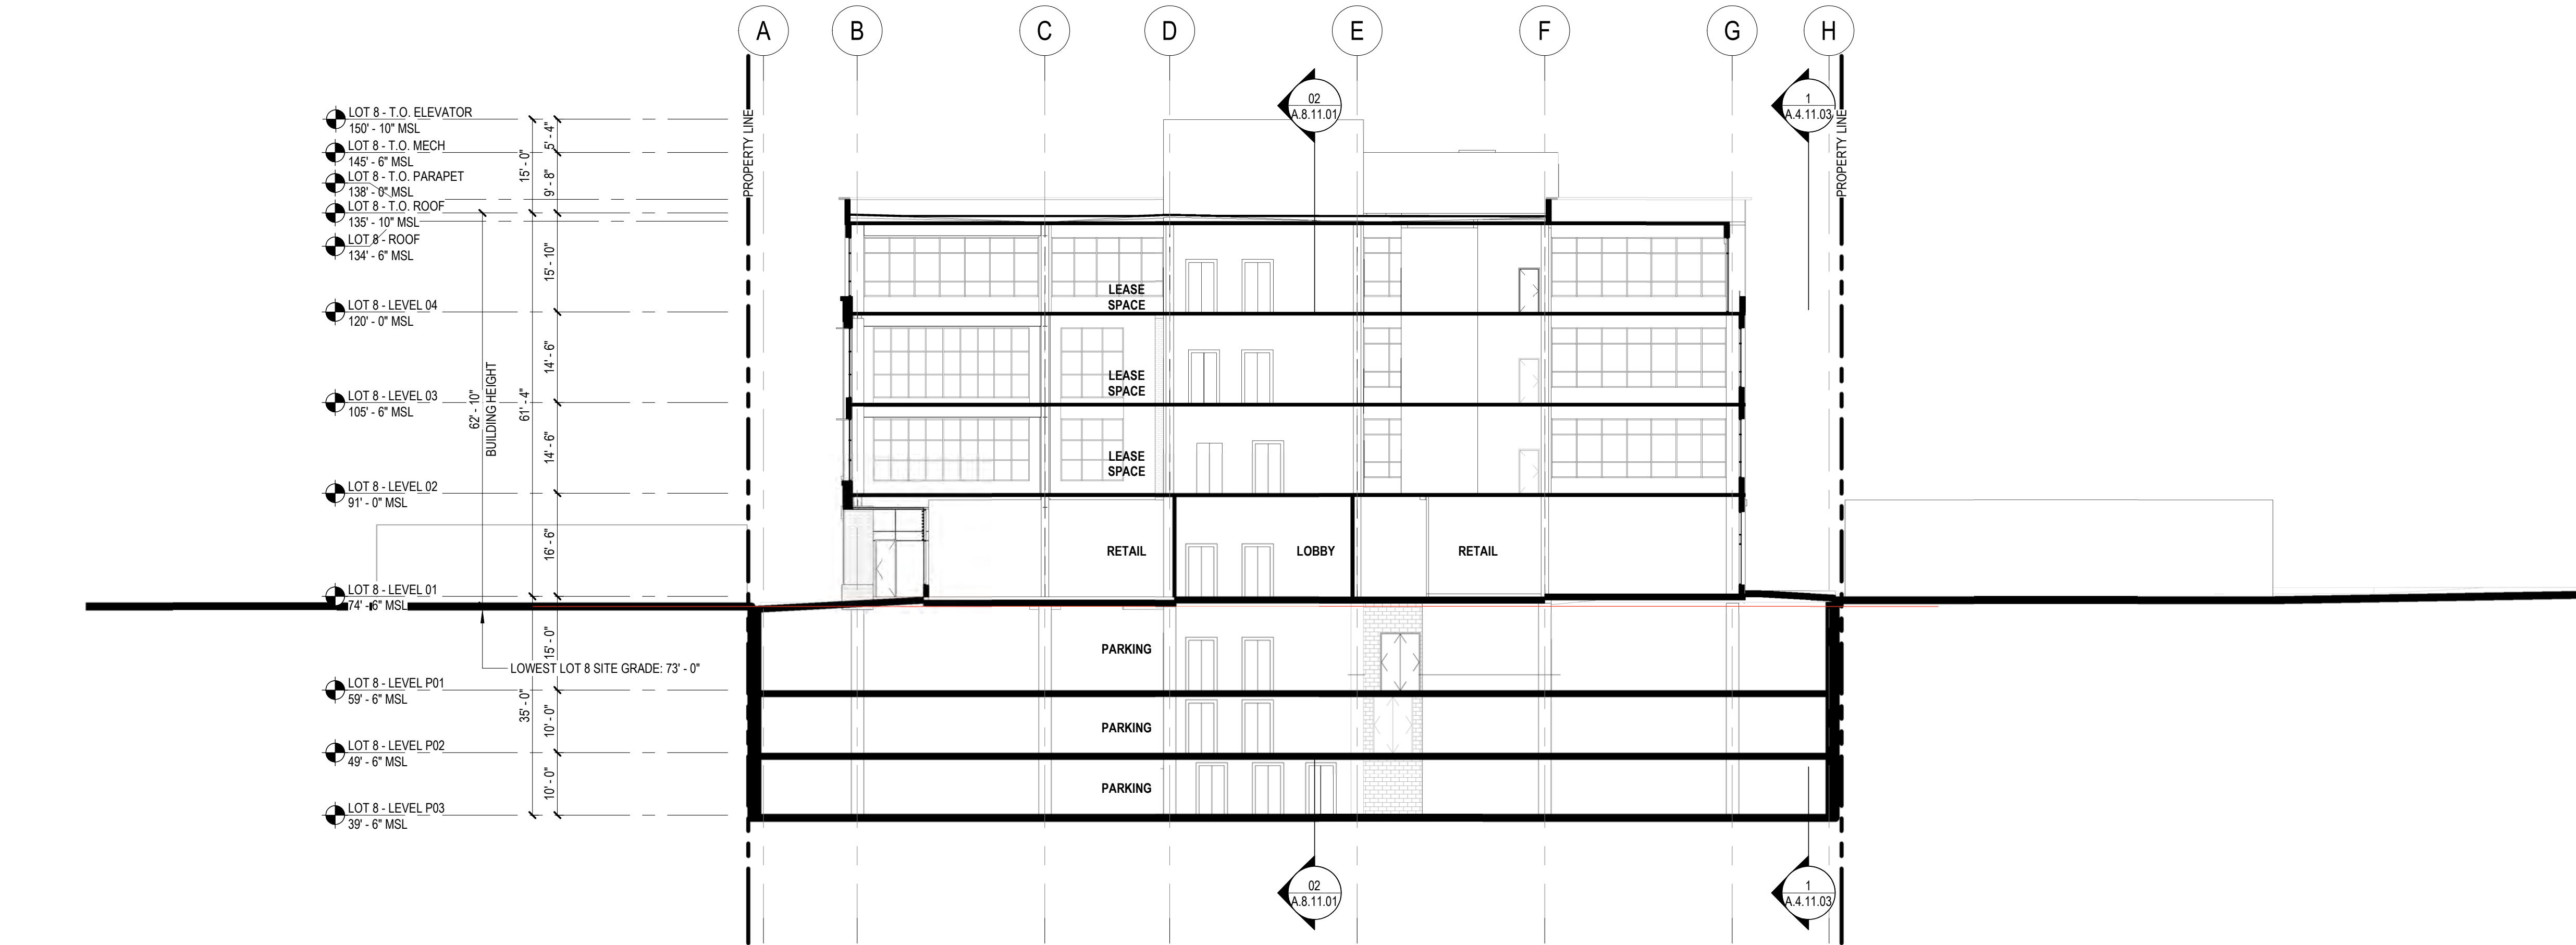 A B C D E F G H
02
A.8.11.01
1
A.4.11.03
PROPERTY LINE
PROPERTY LINE
LOT 8 - T.O. ELEVATOR
150' - 10" MSL
LOT 8 - T.O. MECH
145' - 6" MSL
LOT 8 - T.O. PARAPET
138' - 0" MSL
LOT 8 - T.O. ROOF
135' - 10" MSL
LOT 8 - ROOF
134' - 6" MSL
LOT 8 - LEVEL 04
120' - 0" MSL
LOT 8 - LEVEL 03
105' - 6" MSL
LOT 8 - LEVEL 02
91' - 0" MSL
LOT 8 - LEVEL 01
74' - 6" MSL
LOT 8 - LEVEL P01
59' - 6" MSL
LOT 8 - LEVEL P02
49' - 6" MSL
LOT 8 - LEVEL P03
39' - 6" MSL
62' - 10"
BUILDING HEIGHT
15' - 0"
61' - 4"
35' - 0"
5' - 4"
9' - 8"
15' - 10"
14' - 6"
14' - 6"
16' - 6"
15' - 0"
10' - 0"
10' - 0"
LOWEST LOT 8 SITE GRADE: 73' - 0"
LEASE
SPACE
LEASE
SPACE
LEASE
SPACE
RETAIL
LOBBY
RETAIL
PARKING
PARKING
PARKING
02
A.8.11.01
1
A.4.11.03